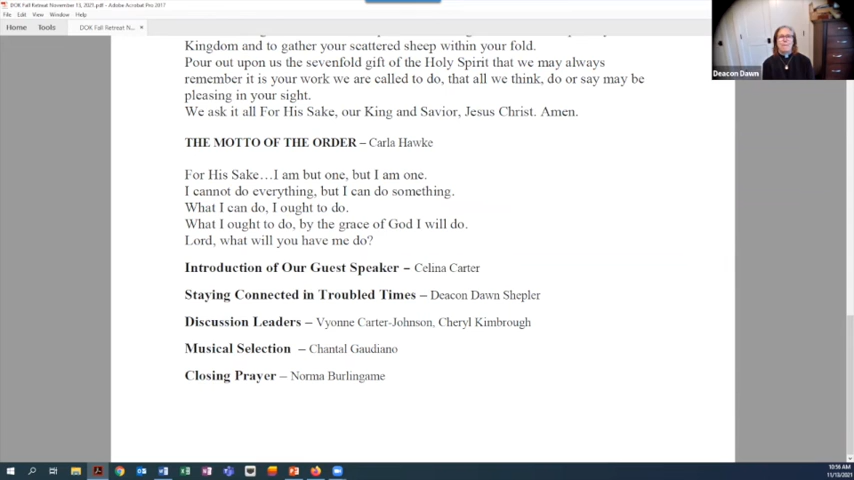 DOK Fall Retreat November 13, 2021.pdf - Adobe Acrobat Pro 2017
File Edit View Window Help
Home Tools DOK Fall Retreat N... ×
Kingdom and to gather your scattered sheep within your fold.
Pour out upon us the sevenfold gift of the Holy Spirit that we may always
remember it is your work we are called to do, that all we think, do or say may be
pleasing in your sight.
We ask it all For His Sake, our King and Savior, Jesus Christ. Amen.
THE MOTTO OF THE ORDER – Carla Hawke
For His Sake…I am but one, but I am one.
I cannot do everything, but I can do something.
What I can do, I ought to do.
What I ought to do, by the grace of God I will do.
Lord, what will you have me do?
Introduction of Our Guest Speaker – Celina Carter
Staying Connected in Troubled Times – Deacon Dawn Shepler
Discussion Leaders – Vyonne Carter-Johnson, Cheryl Kimbrough
Musical Selection – Chantal Gaudiano
Closing Prayer – Norma Burlingame
Deacon Dawn
10:56 AM
11/13/2021